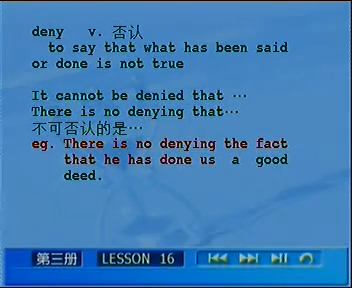 deny v. 否认
to say that what has been said
or done is not true
It cannot be denied that …
There is no denying that…
不可否认的是…
eg. There is no denying the fact
that he has done us a good
deed.
第三册 LESSON 16